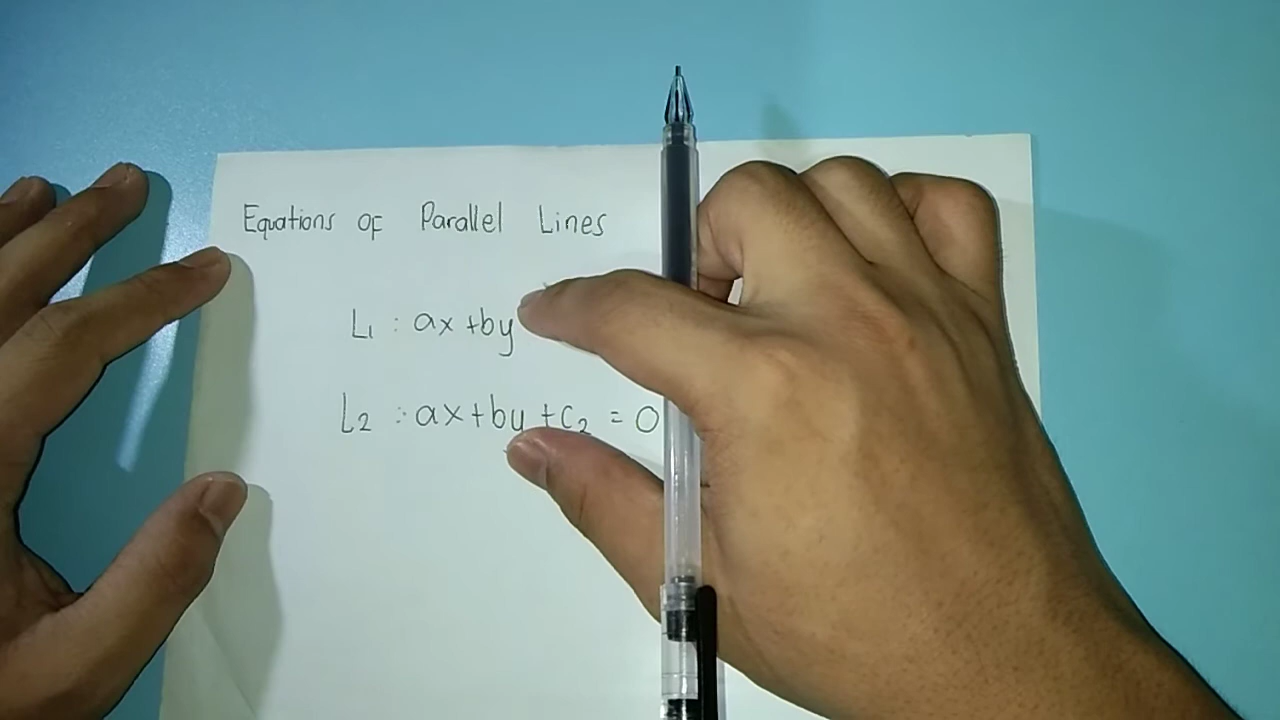 Equations of Parallel Lines
L₁ : ax + by
L₂ : ax + by + c₂ = 0